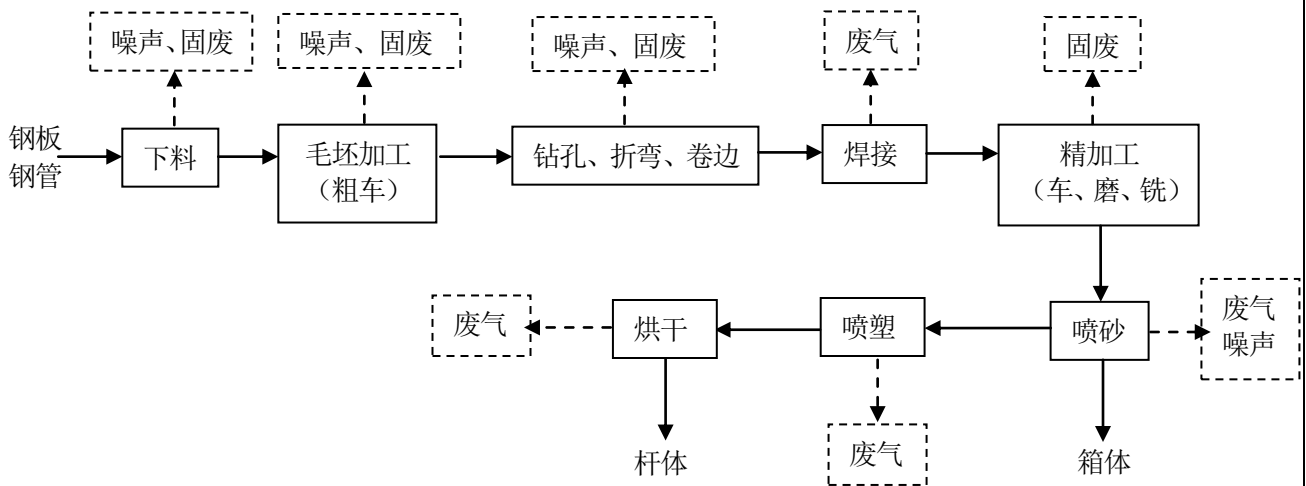 噪声、固废
噪声、固废
噪声、固废
废气
固废
钢板
钢管
下料
毛坯加工
（粗车）
钻孔、折弯、卷边
焊接
精加工
（车、磨、铣）
废气
烘干
喷塑
喷砂
废气
噪声
杆体
废气
箱体